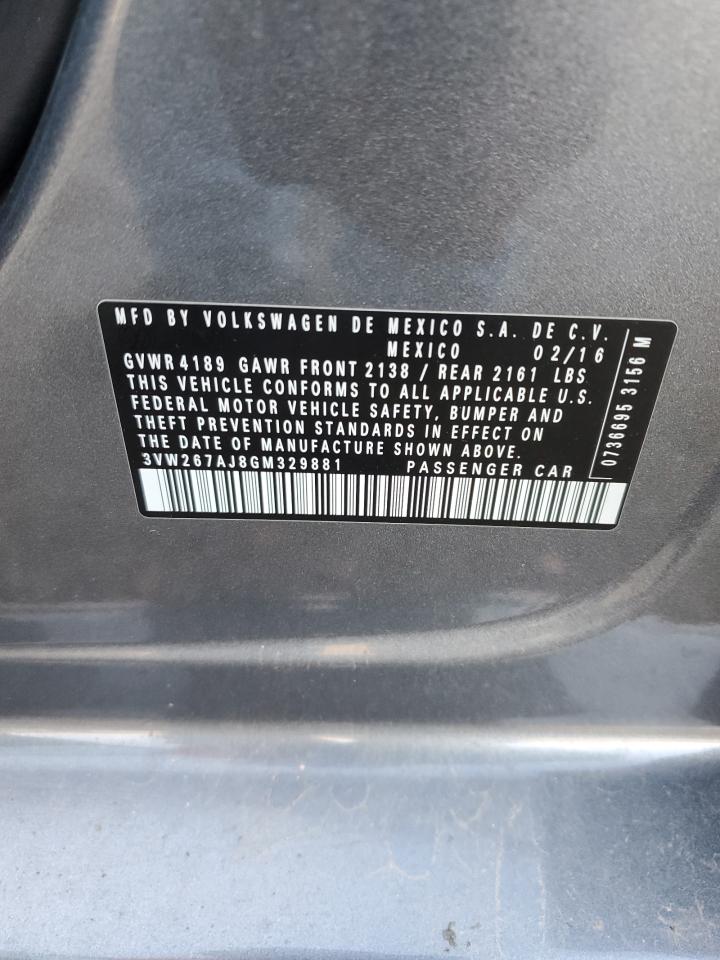 MFD BY VOLKSWAGEN DE MEXICO S.A. DE C.V.
MEXICO 02/16
GVWR 4189 GAWR FRONT 2138 / REAR 2161 LBS
THIS VEHICLE CONFORMS TO ALL APPLICABLE U.S.
FEDERAL MOTOR VEHICLE SAFETY, BUMPER AND
THEFT PREVENTION STANDARDS IN EFFECT ON
THE DATE OF MANUFACTURE SHOWN ABOVE.
3VW267AJ8GM329881 PASSENGER CAR
0736695 3156 M